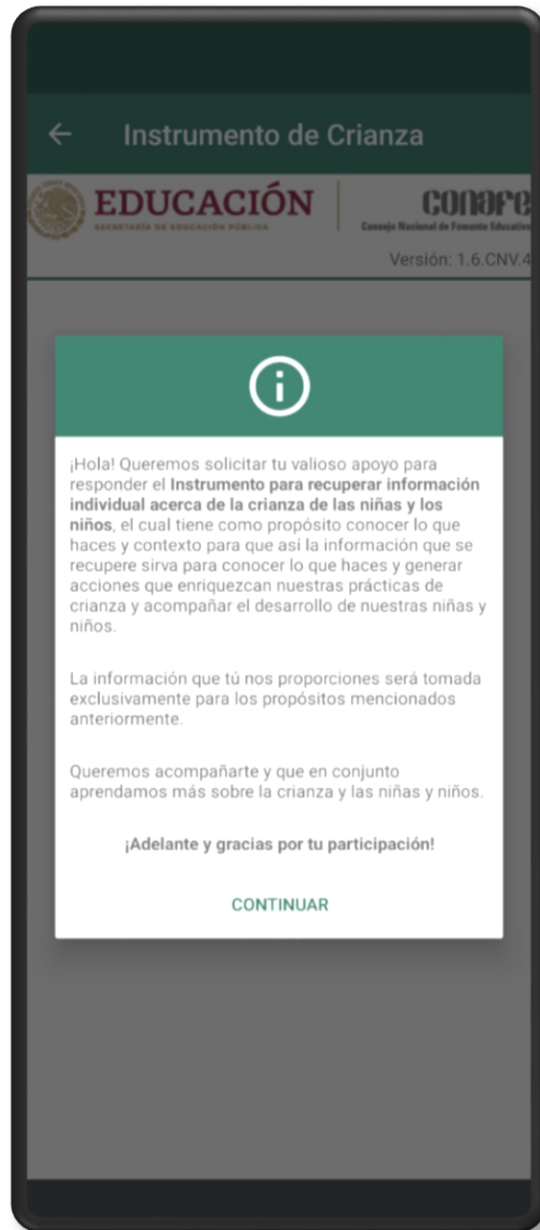 Instrumento de Crianza
EDUCACIÓN
SECRETARÍA DE EDUCACIÓN PÚBLICA
conafe
Consejo Nacional de Fomento Educativo
Versión: 1.6.CNV.4
¡Hola! Queremos solicitar tu valioso apoyo para
responder el Instrumento para recuperar información
individual acerca de la crianza de las niñas y los
niños, el cual tiene como propósito conocer lo que
haces y contexto para que así la información que se
recupere sirva para conocer lo que haces y generar
acciones que enriquezcan nuestras prácticas de
crianza y acompañar el desarrollo de nuestras niñas y
niños.
La información que tú nos proporciones será tomada
exclusivamente para los propósitos mencionados
anteriormente.
Queremos acompañarte y que en conjunto
aprendamos más sobre la crianza y las niñas y niños.
¡Adelante y gracias por tu participación!
CONTINUAR